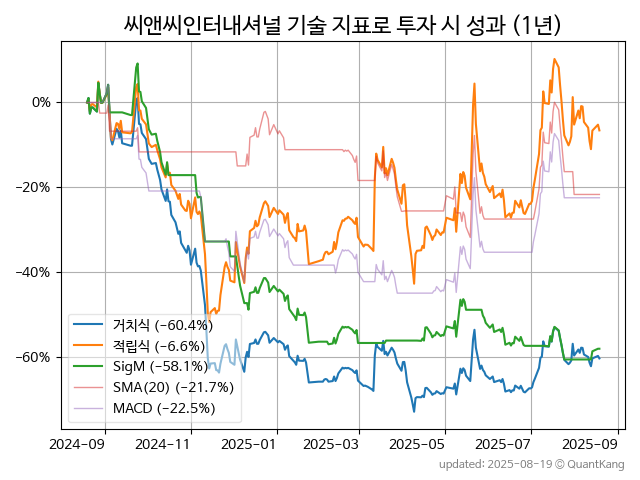 씨앤씨인터내셔널 기술 지표로 투자 시 성과 (1년)
0%
−20%
−40%
−60%
거치식 (−60.4%)
적립식 (−6.6%)
SigM (−58.1%)
SMA(20) (−21.7%)
MACD (−22.5%)
2024-09
2024-11
2025-01
2025-03
2025-05
2025-07
2025-09
updated: 2025-08-19 © QuantKang